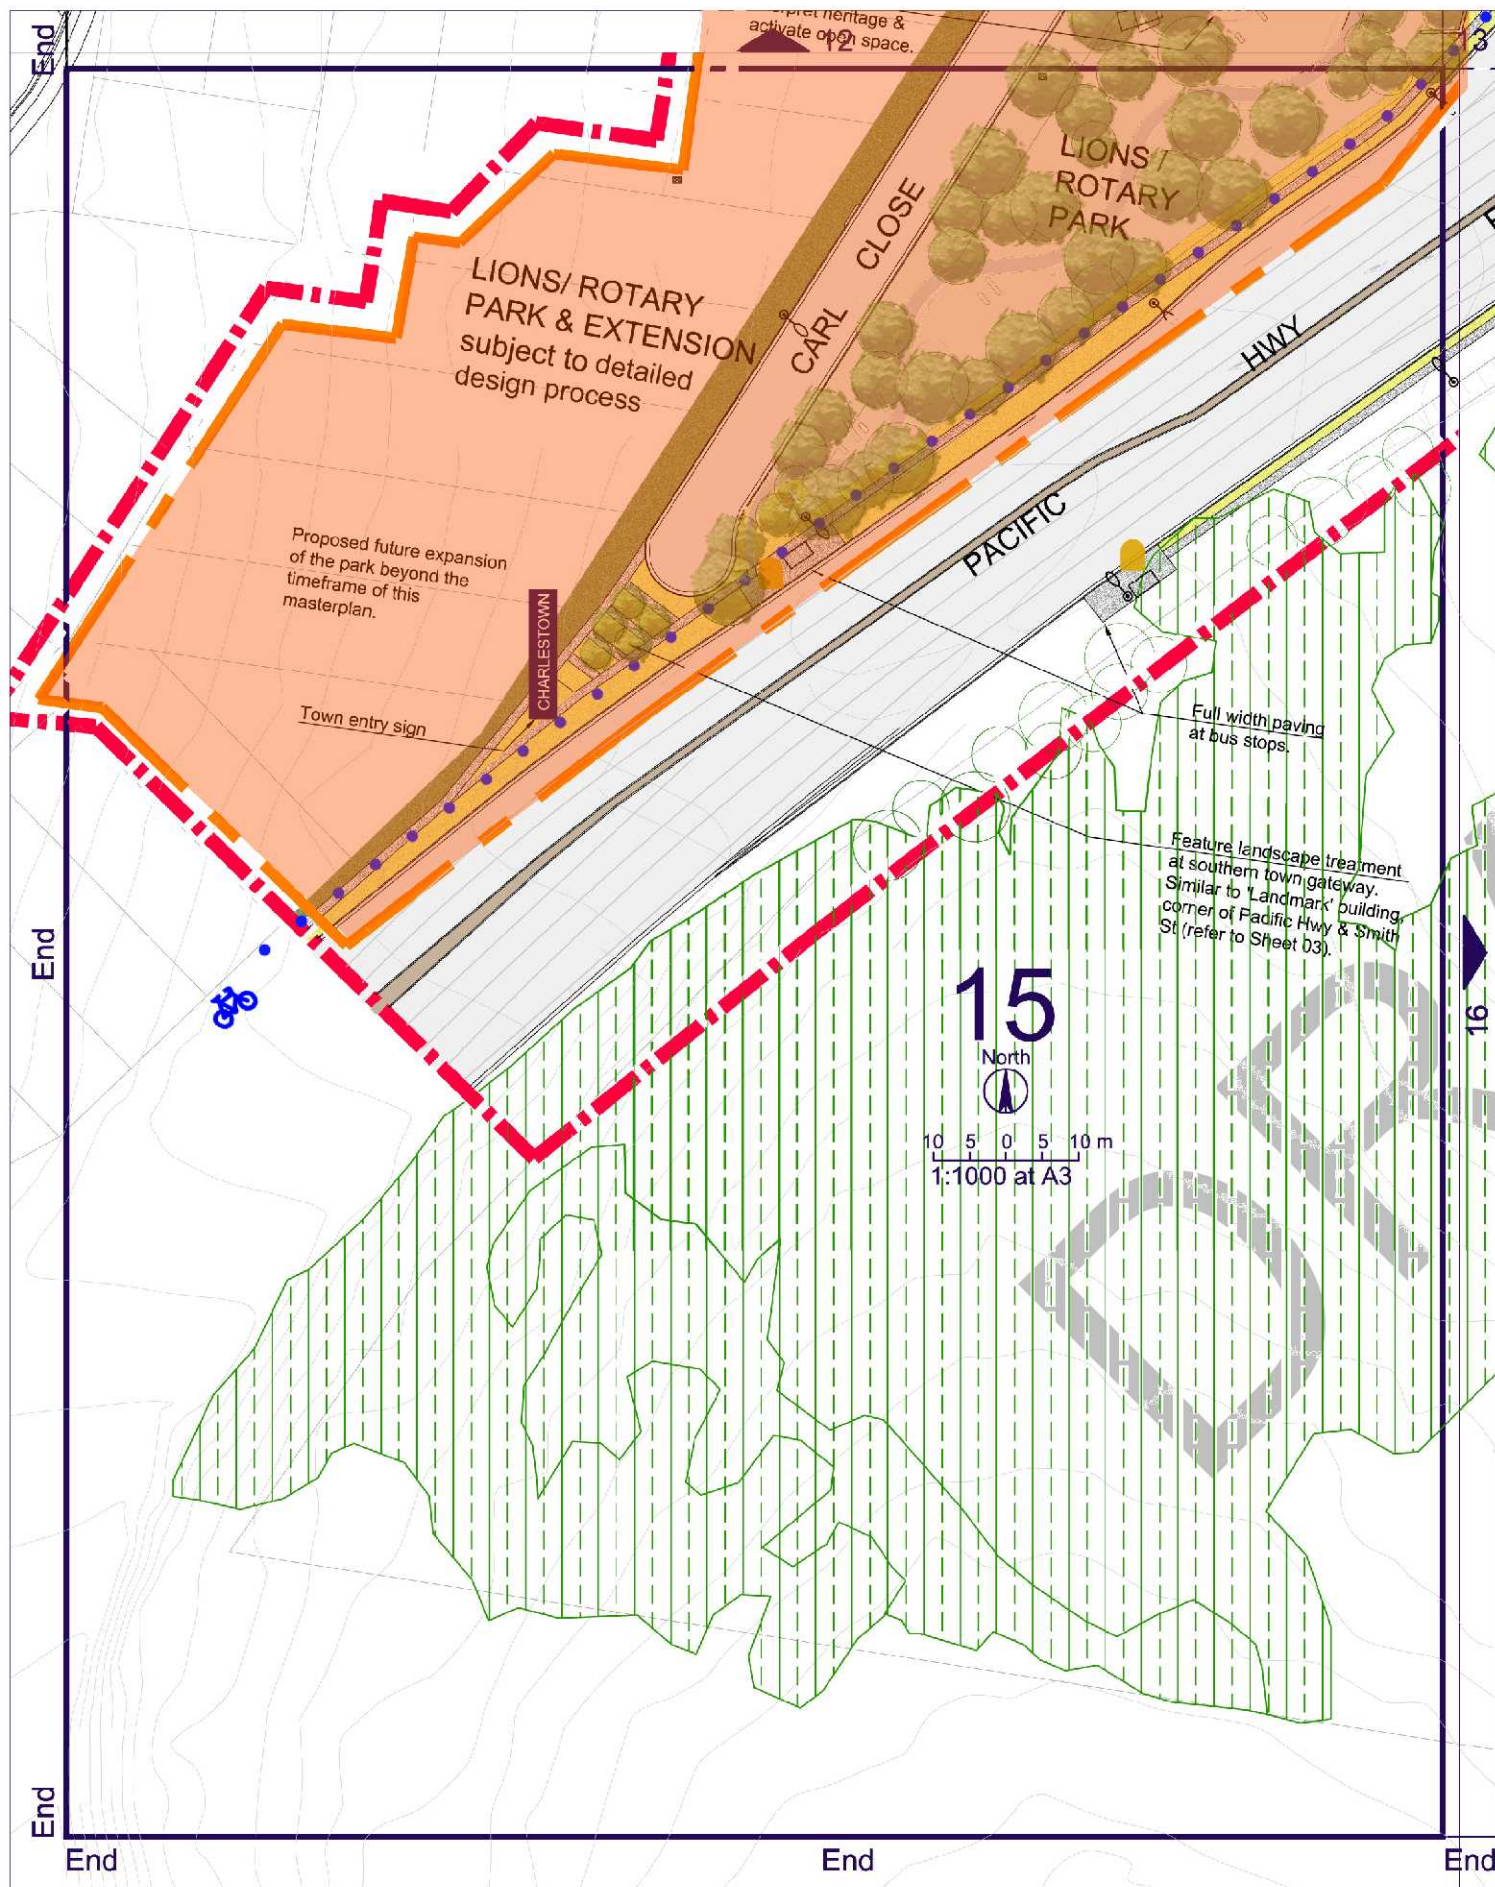 End
interpret heritage &
activate open space.
12
3
LIONS /
ROTARY
PARK
CARL CLOSE
LIONS/ ROTARY
PARK & EXTENSION
subject to detailed
design process
PACIFIC HWY
Proposed future expansion
of the park beyond the
timeframe of this
masterplan.
CHARLESTOWN
Town entry sign
Full width paving
at bus stops.
Feature landscape treatment
at southern town gateway.
Similar to 'Landmark' building,
corner of Pacific Hwy & Smith
St (refer to Sheet 03).
End
15
North
16
10 5 0 5 10 m
1:1000 at A3
End
End
End
End